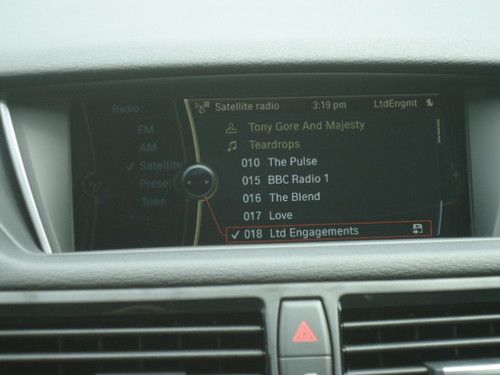 Radio
FM
AM
Satellite
Preset
Tone
Satellite radio 3:19 pm LtdEngmt
Tony Gore And Majesty
Teardrops
010 The Pulse
015 BBC Radio 1
016 The Blend
017 Love
018 Ltd Engagements